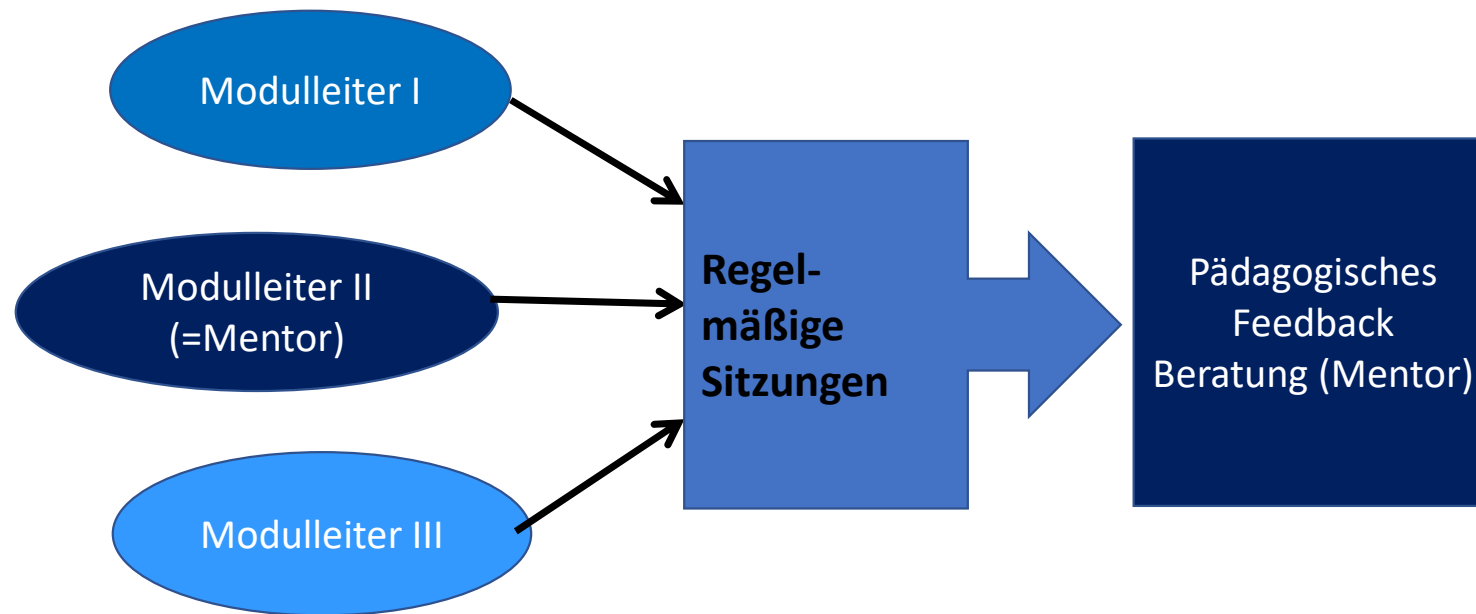 Modulleiter I
Modulleiter II
(=Mentor)
Modulleiter III
Regel-
mäßige
Sitzungen
Pädagogisches
Feedback
Beratung (Mentor)